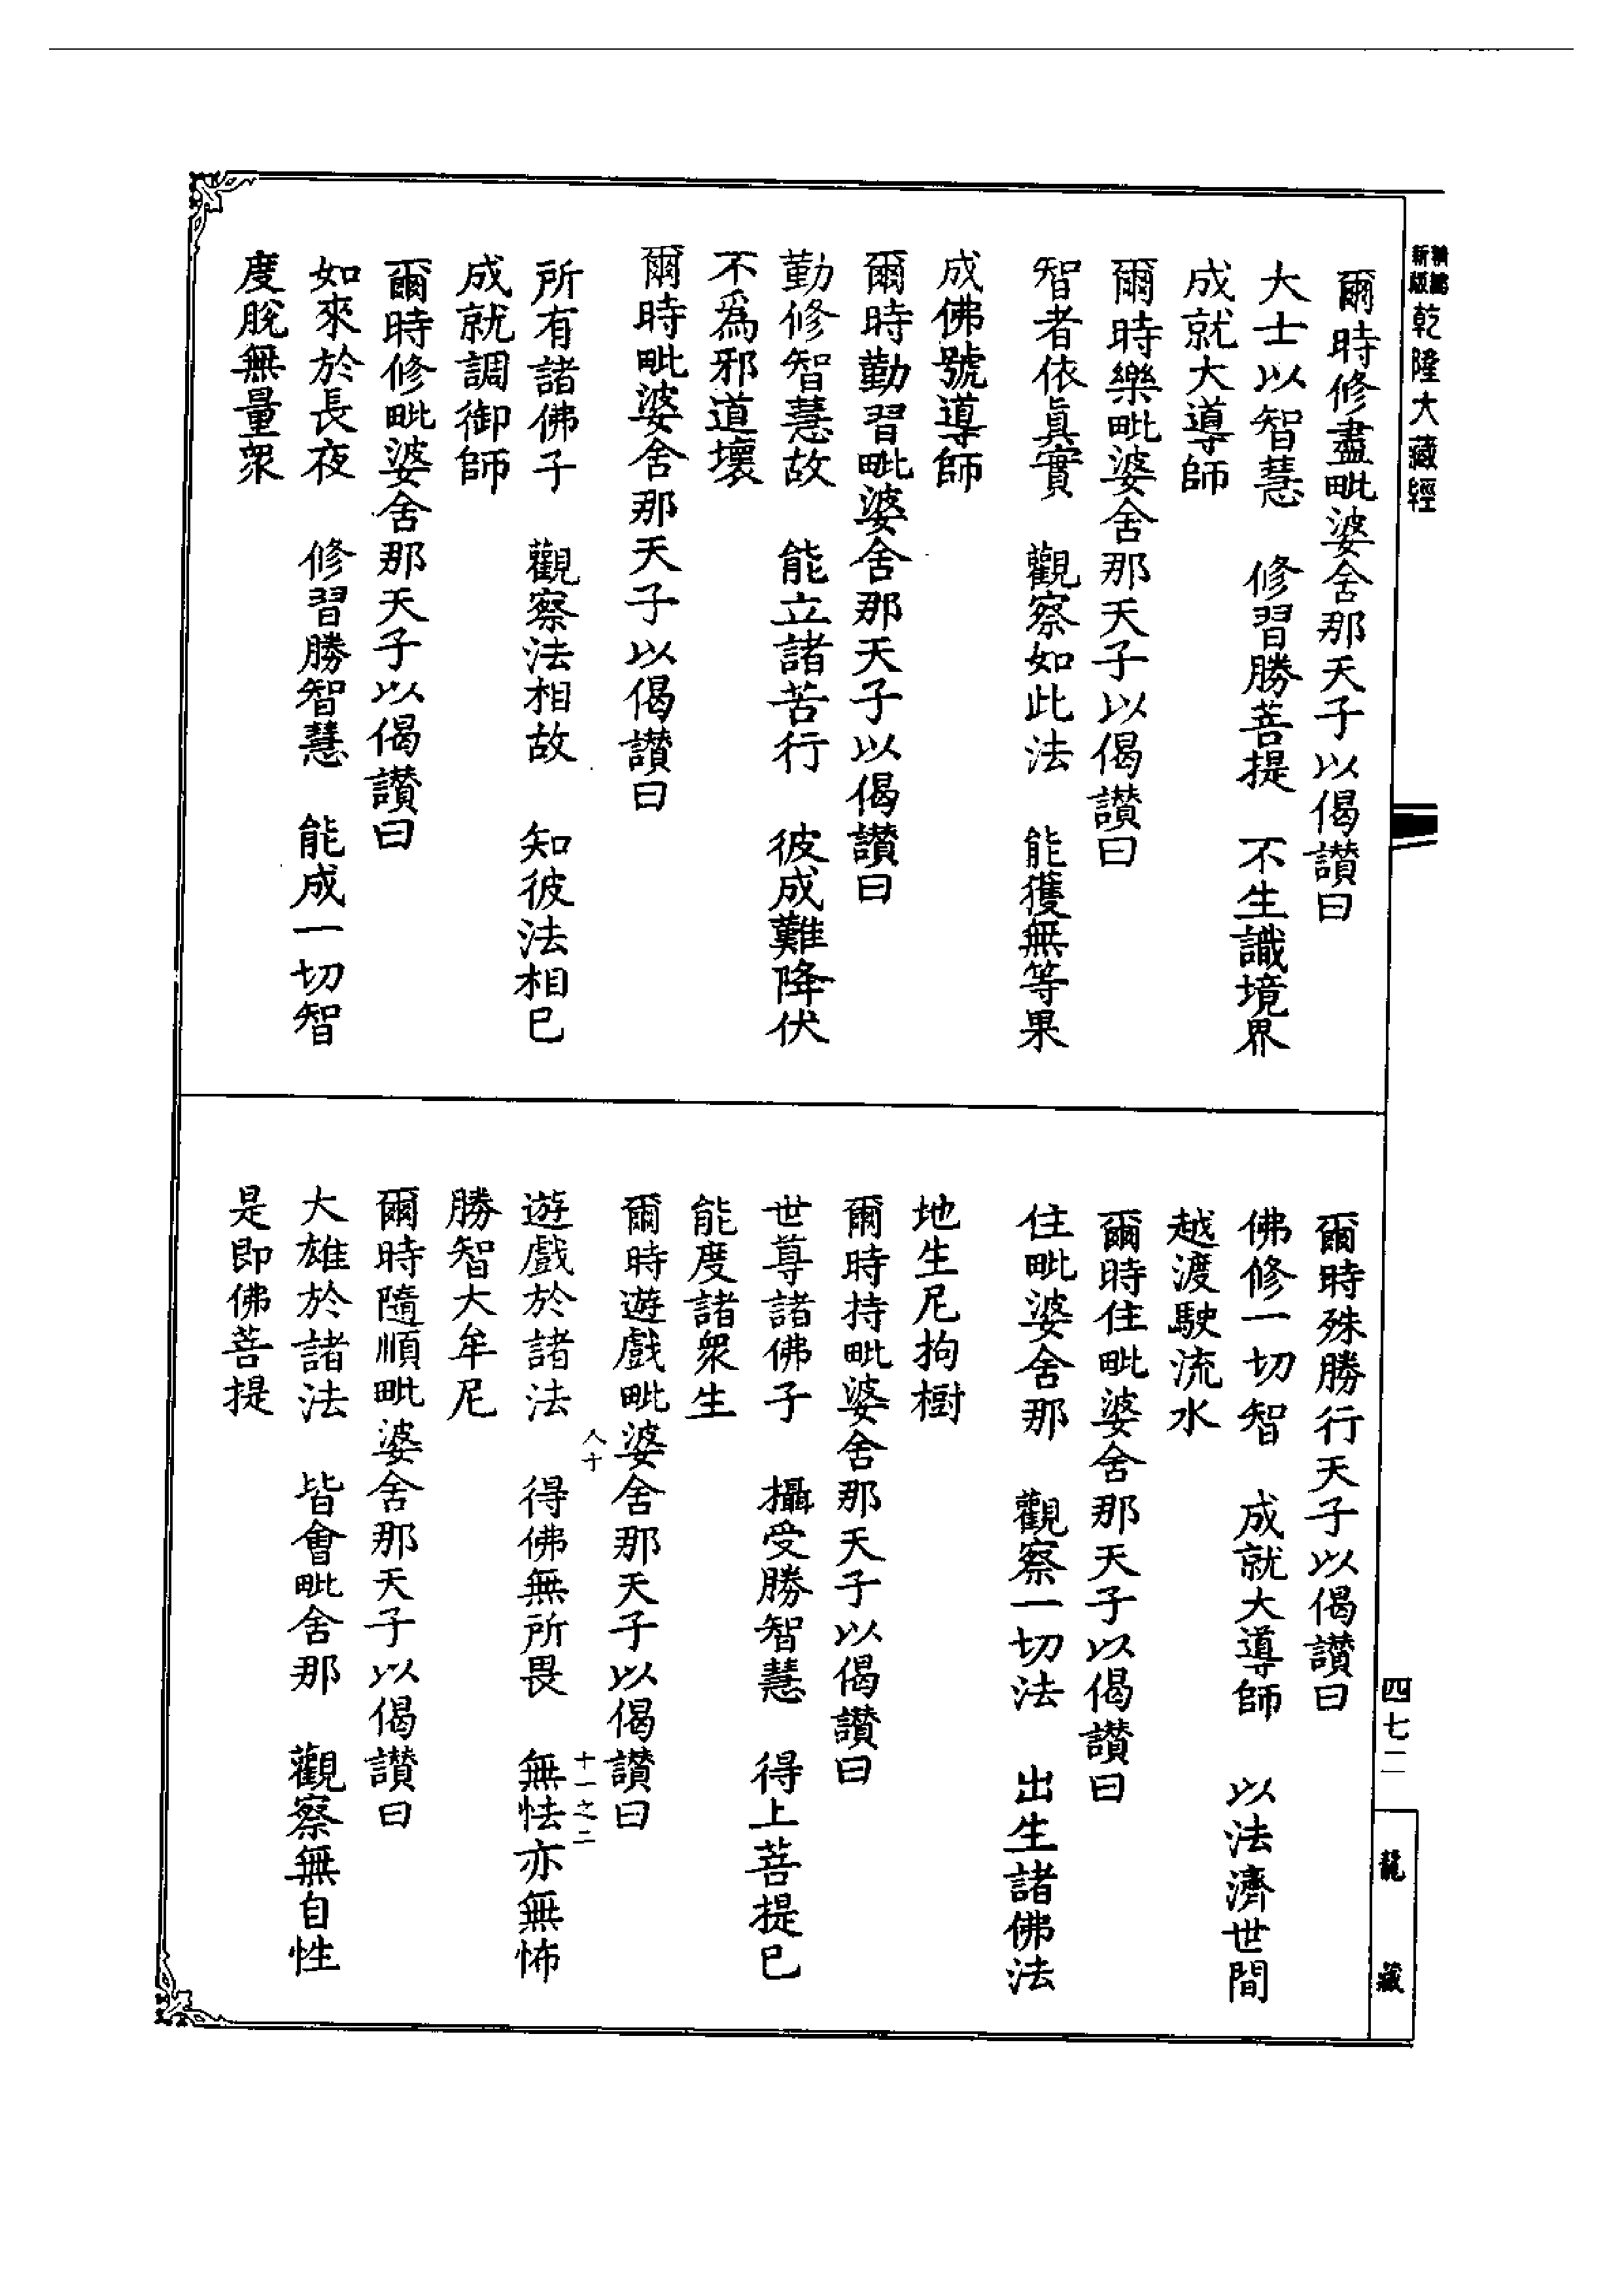 新版 乾隆大藏經
爾時修盡毗婆舍那天子以偈讃曰
大士以智慧　修習勝菩提　不生識境界
成就大導師
爾時樂毗婆舍那天子以偈讃曰
智者依眞實　觀察如此法　能獲無等果
成佛號導師
爾時勤習毗婆舍那天子以偈讃曰
勤修智慧故　能立諸苦行　彼成難降伏
不爲邪道壞
爾時毗婆舍那天子以偈讃曰
所有諸佛子　觀察法相故　知彼法相已
成就調御師
爾時修毗婆舍那天子以偈讃曰
如來於長夜　修習勝智慧　能成一切智
度脫無量衆
爾時殊勝行天子以偈讃曰
佛修一切智　成就大導師　以法濟世間
越渡駛流水
爾時住毗婆舍那天子以偈讃曰
住毗婆舍那　觀察一切法　出生諸佛法
地生尼拘樹
爾時持毗婆舍那天子以偈讃曰
世尊諸佛子　攝受勝智慧　得上菩提已
能度諸衆生
爾時遊戲毗婆舍那天子以偈讃曰
人十　十一之二
遊戲於諸法　得佛無所畏　無怯亦無怖
勝智大牟尼
爾時隨順毗婆舍那天子以偈讃曰
大雄於諸法　皆會毗舍那　觀察無自性
是即佛菩提
四七二
龍藏